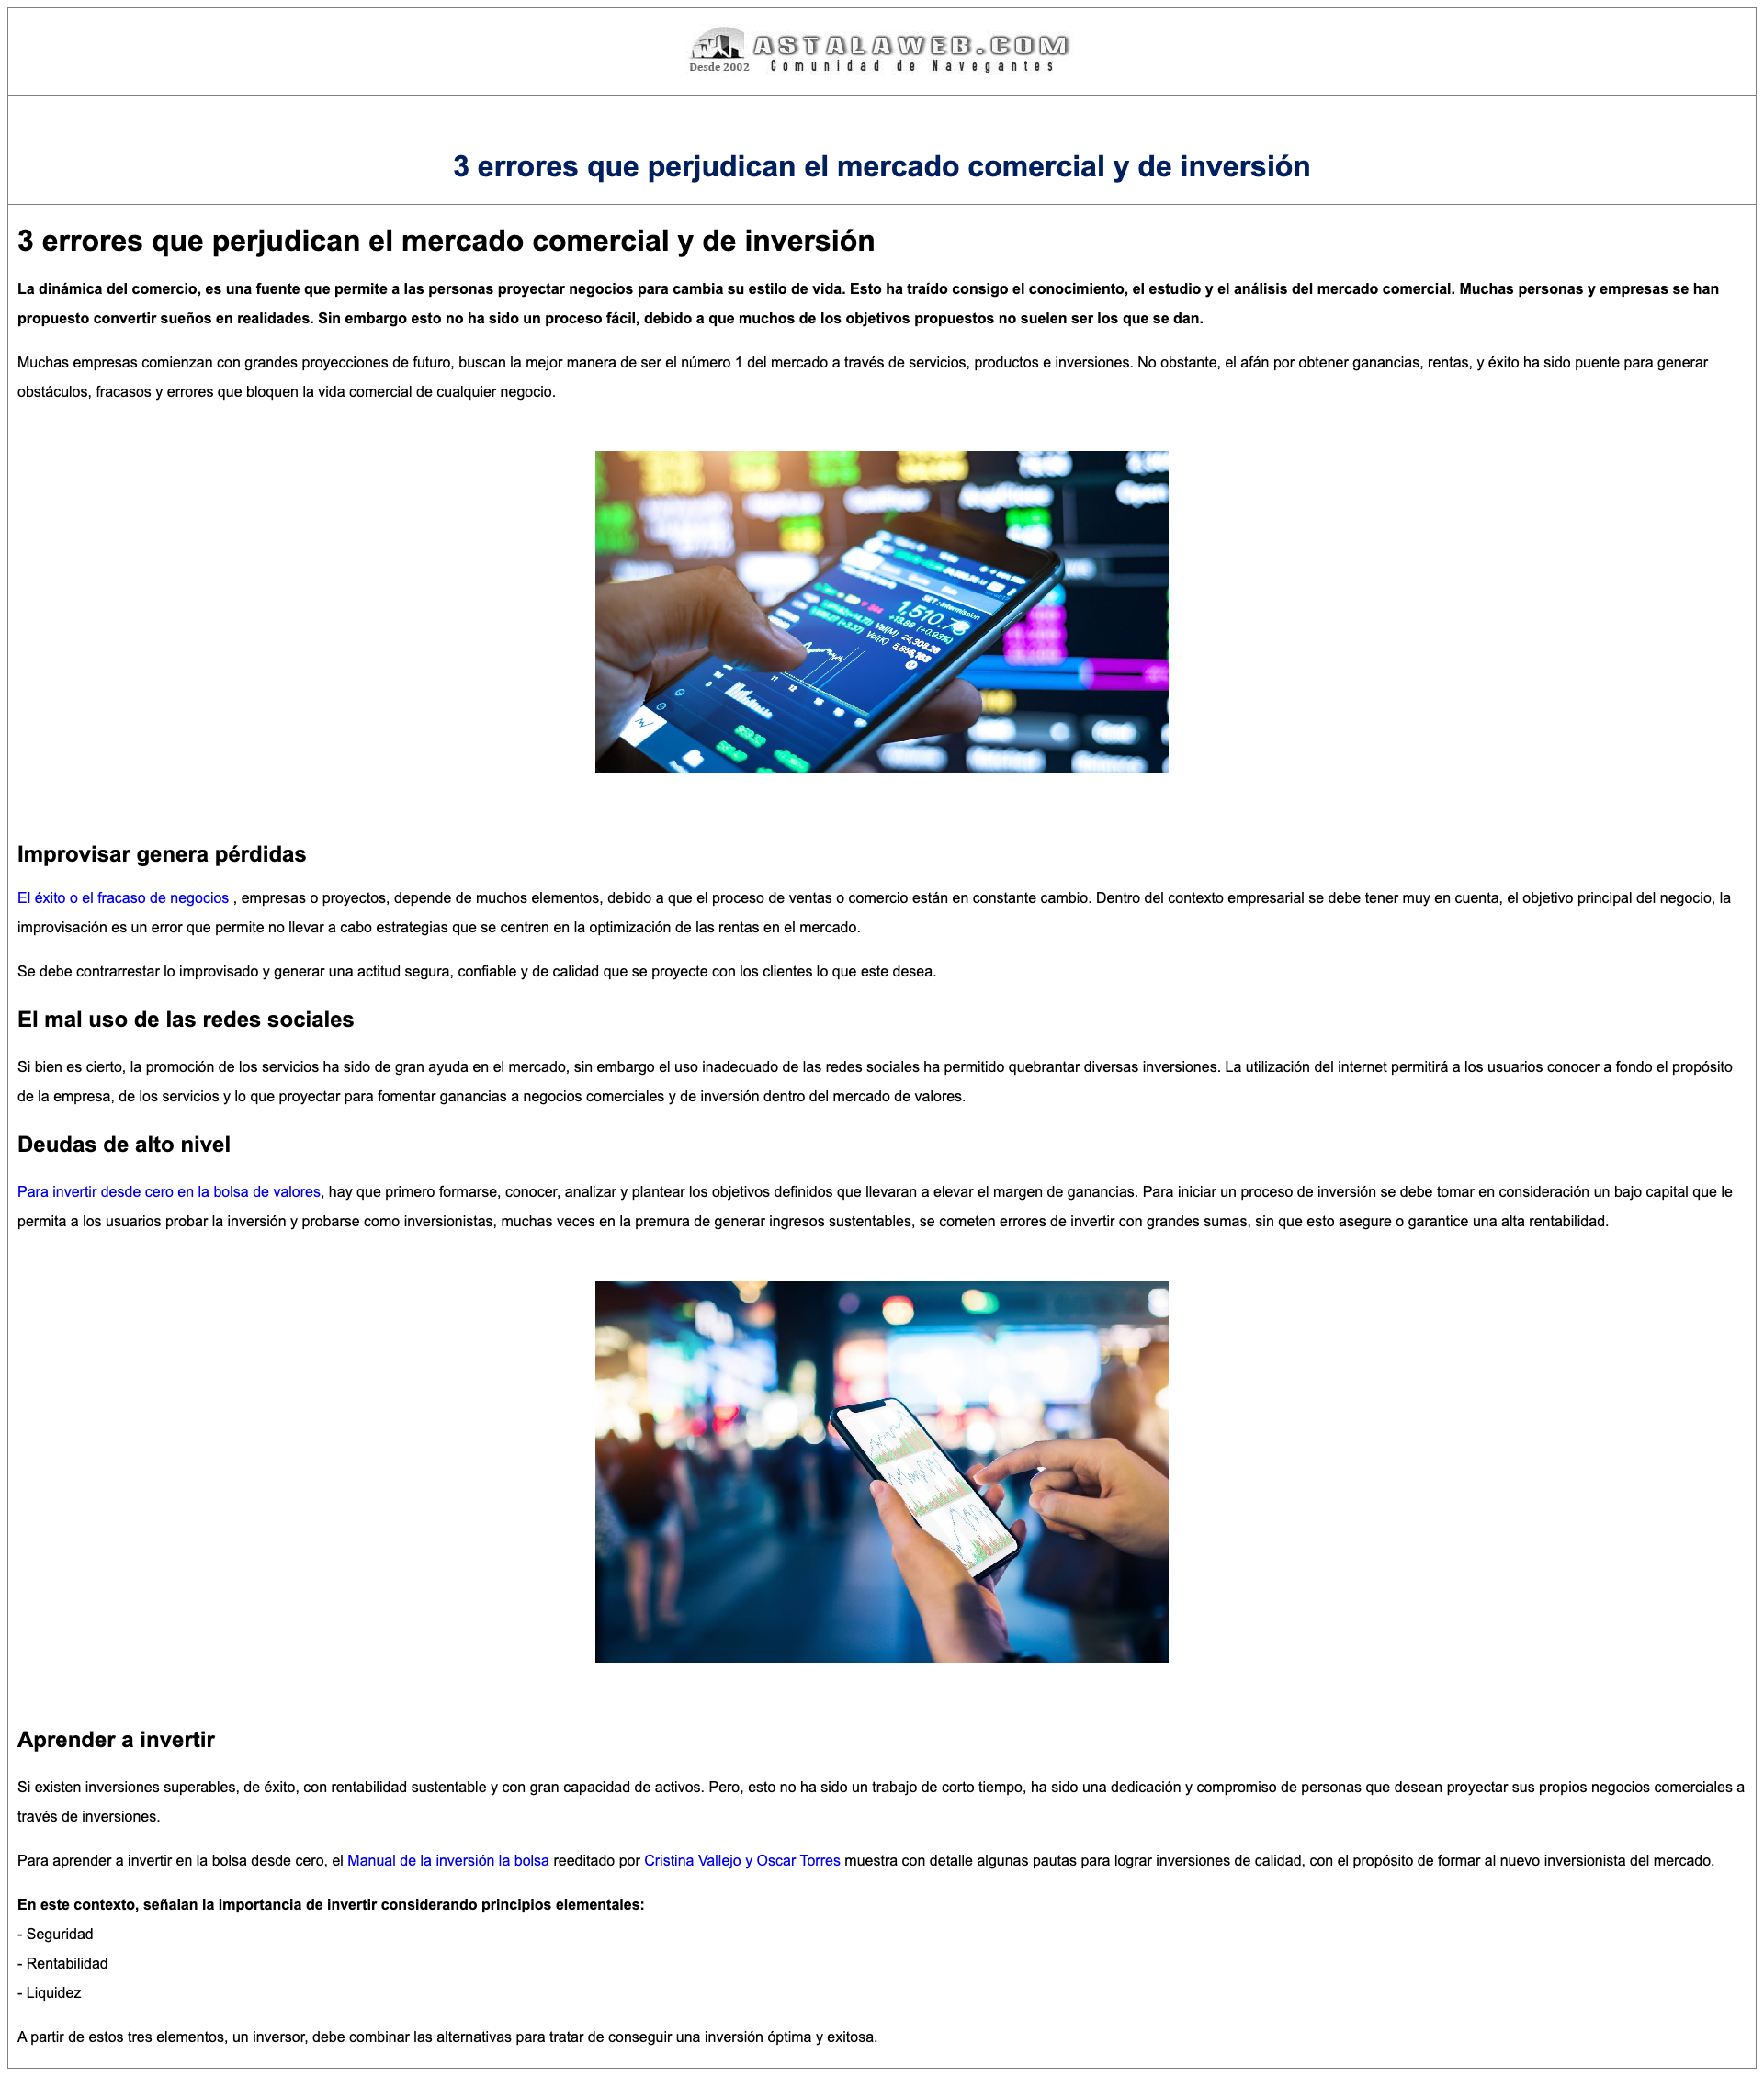 ASTALAWEB.COM
Desde 2002 Comunidad de Navegantes
3 errores que perjudican el mercado comercial y de inversión
3 errores que perjudican el mercado comercial y de inversión
La dinámica del comercio, es una fuente que permite a las personas proyectar negocios para cambia su estilo de vida. Esto ha traído consigo el conocimiento, el estudio y el análisis del mercado comercial. Muchas personas y empresas se han
propuesto convertir sueños en realidades. Sin embargo esto no ha sido un proceso fácil, debido a que muchos de los objetivos propuestos no suelen ser los que se dan.
Muchas empresas comienzan con grandes proyecciones de futuro, buscan la mejor manera de ser el número 1 del mercado a través de servicios, productos e inversiones. No obstante, el afán por obtener ganancias, rentas, y éxito ha sido puente para generar
obstáculos, fracasos y errores que bloquen la vida comercial de cualquier negocio.
Open
SET : Intermission
1,510.78
+13.88 (+0.93%)
Vol(M) 24,908.28
11 12
Improvisar genera pérdidas
El éxito o el fracaso de negocios , empresas o proyectos, depende de muchos elementos, debido a que el proceso de ventas o comercio están en constante cambio. Dentro del contexto empresarial se debe tener muy en cuenta, el objetivo principal del negocio, la
improvisación es un error que permite no llevar a cabo estrategias que se centren en la optimización de las rentas en el mercado.
Se debe contrarrestar lo improvisado y generar una actitud segura, confiable y de calidad que se proyecte con los clientes lo que este desea.
El mal uso de las redes sociales
Si bien es cierto, la promoción de los servicios ha sido de gran ayuda en el mercado, sin embargo el uso inadecuado de las redes sociales ha permitido quebrantar diversas inversiones. La utilización del internet permitirá a los usuarios conocer a fondo el propósito
de la empresa, de los servicios y lo que proyectar para fomentar ganancias a negocios comerciales y de inversión dentro del mercado de valores.
Deudas de alto nivel
Para invertir desde cero en la bolsa de valores, hay que primero formarse, conocer, analizar y plantear los objetivos definidos que llevaran a elevar el margen de ganancias. Para iniciar un proceso de inversión se debe tomar en consideración un bajo capital que le
permita a los usuarios probar la inversión y probarse como inversionistas, muchas veces en la premura de generar ingresos sustentables, se cometen errores de invertir con grandes sumas, sin que esto asegure o garantice una alta rentabilidad.
Aprender a invertir
Si existen inversiones superables, de éxito, con rentabilidad sustentable y con gran capacidad de activos. Pero, esto no ha sido un trabajo de corto tiempo, ha sido una dedicación y compromiso de personas que desean proyectar sus propios negocios comerciales a
través de inversiones.
Para aprender a invertir en la bolsa desde cero, el Manual de la inversión la bolsa reeditado por Cristina Vallejo y Oscar Torres muestra con detalle algunas pautas para lograr inversiones de calidad, con el propósito de formar al nuevo inversionista del mercado.
En este contexto, señalan la importancia de invertir considerando principios elementales:
- Seguridad
- Rentabilidad
- Liquidez
A partir de estos tres elementos, un inversor, debe combinar las alternativas para tratar de conseguir una inversión óptima y exitosa.